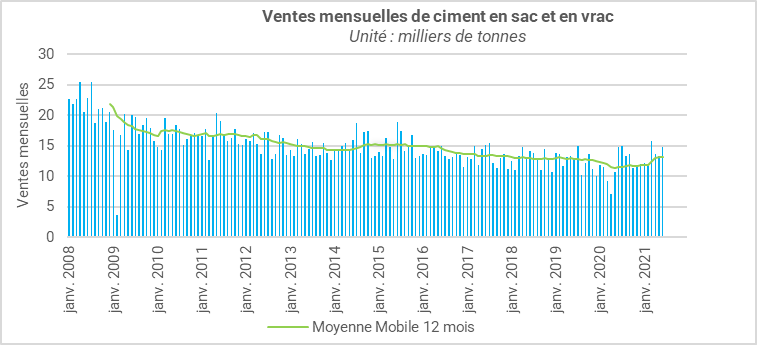 Ventes mensuelles de ciment en sac et en vrac
Unité : milliers de tonnes
Ventes mensuelles
30
25
20
15
10
5
0
janv. 2008
janv. 2009
janv. 2010
janv. 2011
janv. 2012
janv. 2013
janv. 2014
janv. 2015
janv. 2016
janv. 2017
janv. 2018
janv. 2019
janv. 2020
janv. 2021
Moyenne Mobile 12 mois